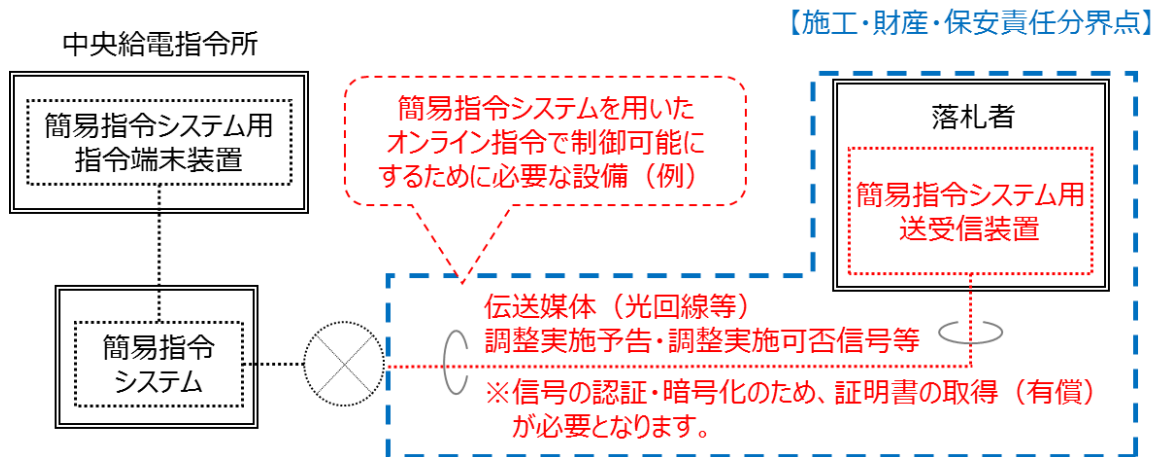 【施工・財産・保安責任分界点】
中央給電指令所
簡易指令システム用
指令端末装置
簡易指令システムを用いた
オンライン指令で制御可能に
するために必要な設備（例）
落札者
簡易指令システム用
送受信装置
簡易指令
システム
伝送媒体（光回線等）
調整実施予告・調整実施可否信号等
※信号の認証・暗号化のため、証明書の取得（有償）
が必要となります。